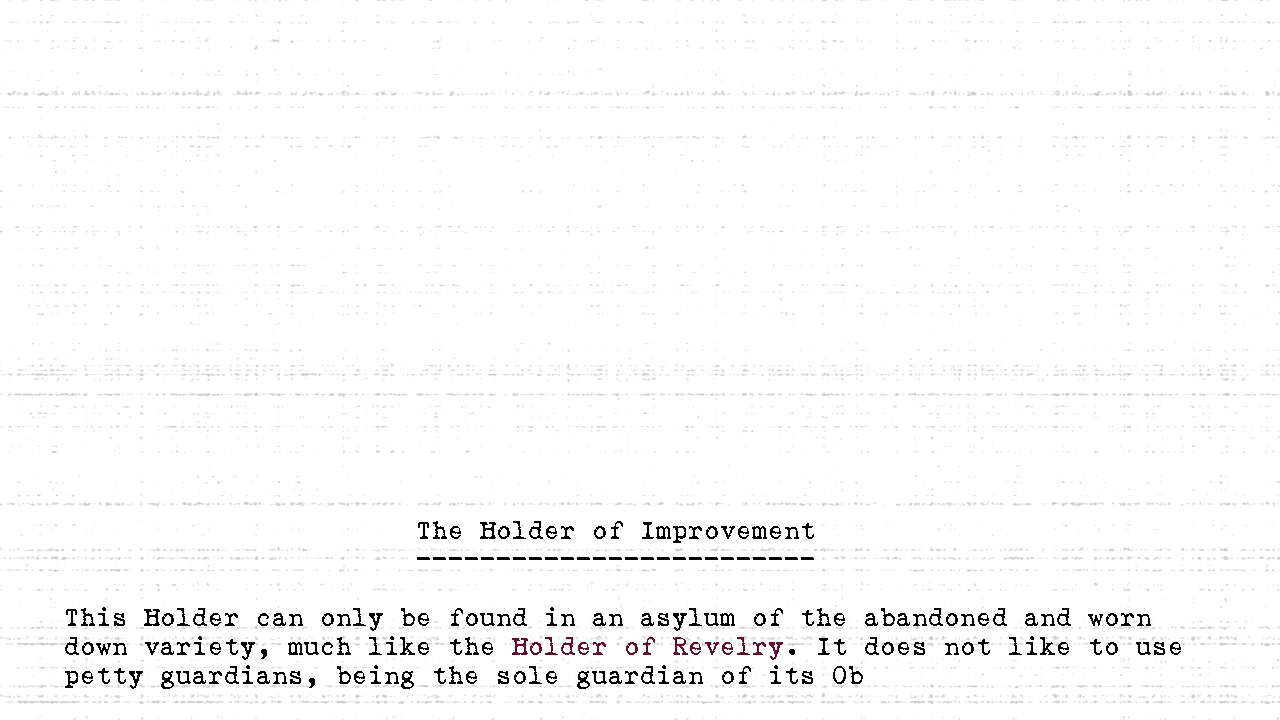 The Holder of Improvement
-------------------------
This Holder can only be found in an asylum of the abandoned and worn
down variety, much like the Holder of Revelry. It does not like to use
petty guardians, being the sole guardian of its Ob